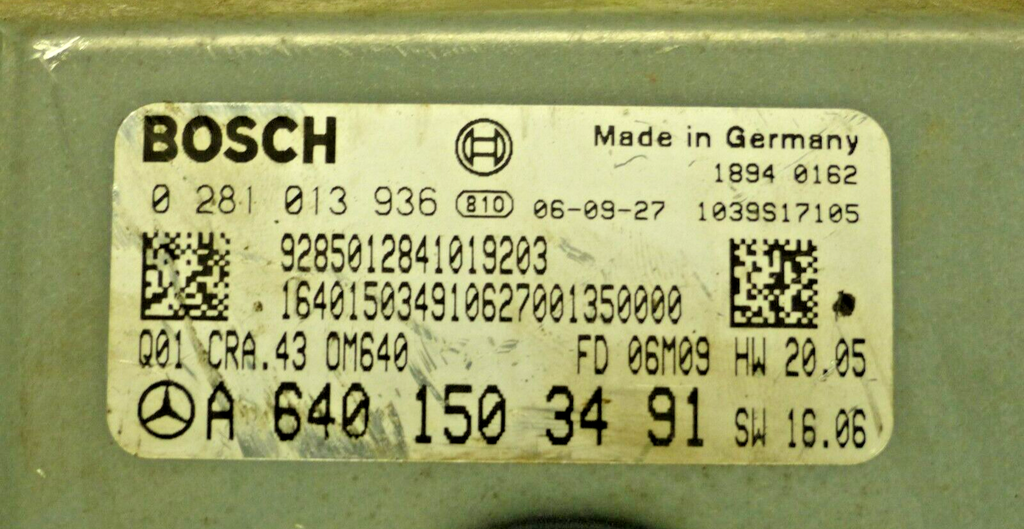 BOSCH Made in Germany
1894 0162
0 281 013 936 810 06-09-27 1039S17105
9285012841019203
164015034910627001350000
Q01 CRA.43 OM640 FD 06M09 HW 20.05
A 640 150 34 91 SW 16.06